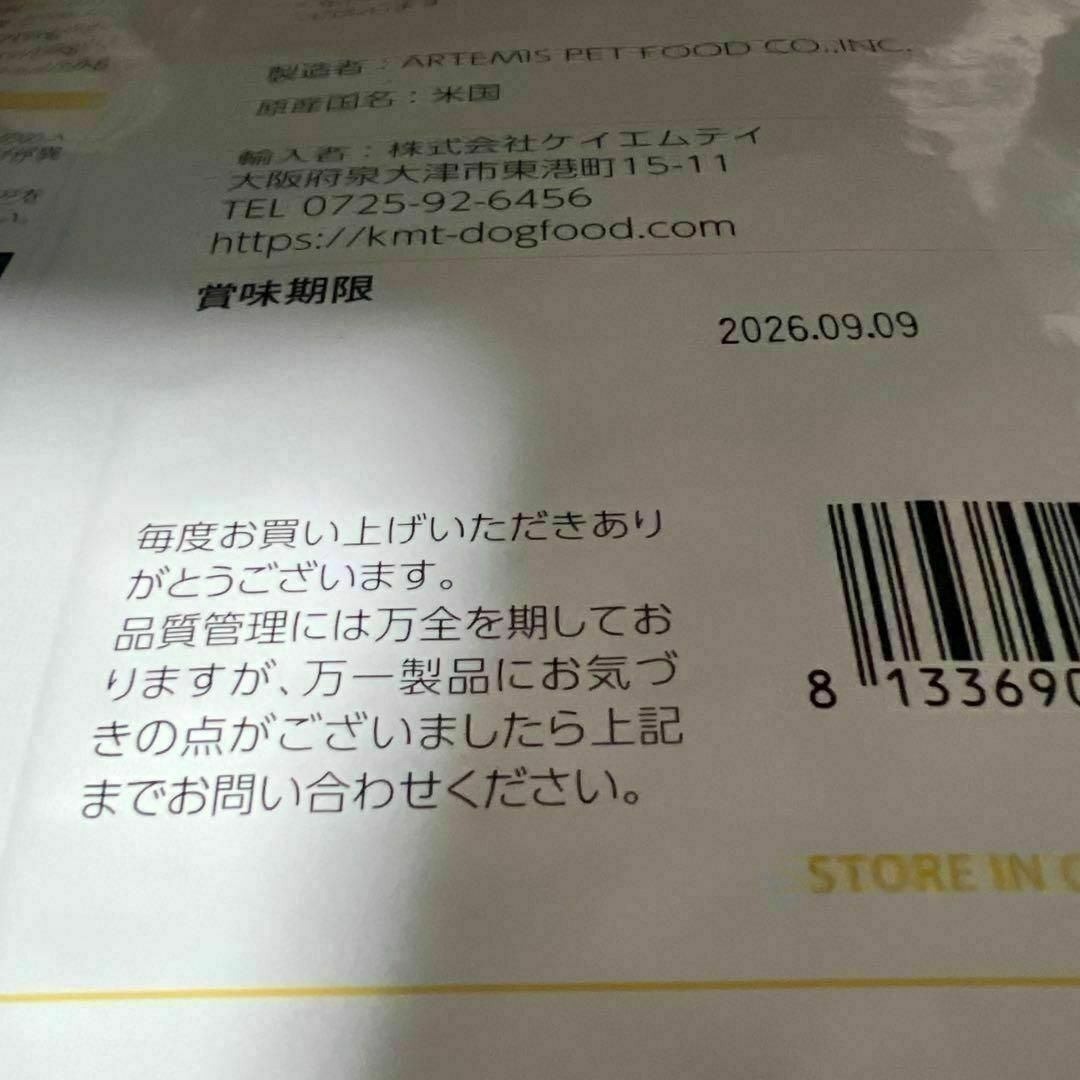 製造者：ARTEMIS PET FOOD CO.,INC.
原産国名：米国
輸入者：株式会社ケイエムテイ
大阪府泉大津市東港町15-11
TEL 0725-92-6456
https://kmt-dogfood.com
賞味期限
2026.09.09
毎度お買い上げいただきあり
がとうございます。
品質管理には万全を期してお
りますが、万一製品にお気づ
きの点がございましたら上記
までお問い合わせください。
8 133690
STORE IN